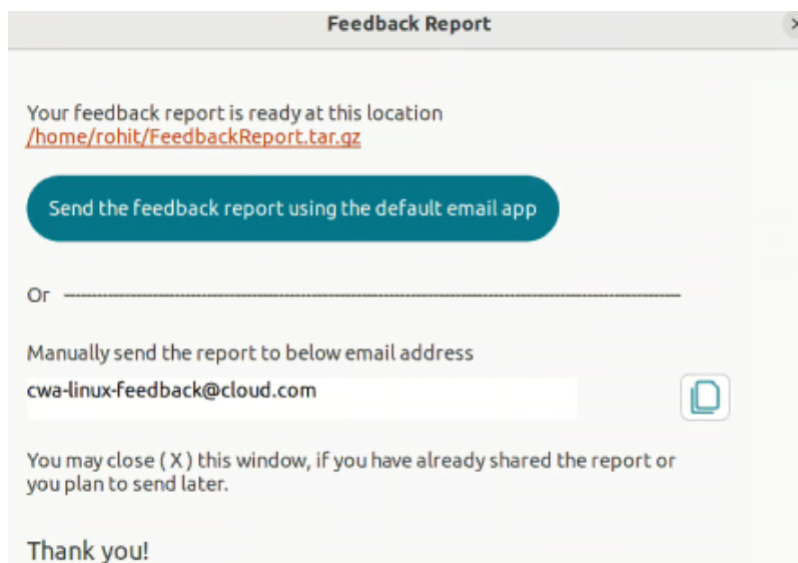 Feedback Report
Your feedback report is ready at this location
/home/rohit/FeedbackReport.tar.gz
Send the feedback report using the default email app
Or
Manually send the report to below email address
cwa-linux-feedback@cloud.com
You may close ( X ) this window, if you have already shared the report or
you plan to send later.
Thank you!